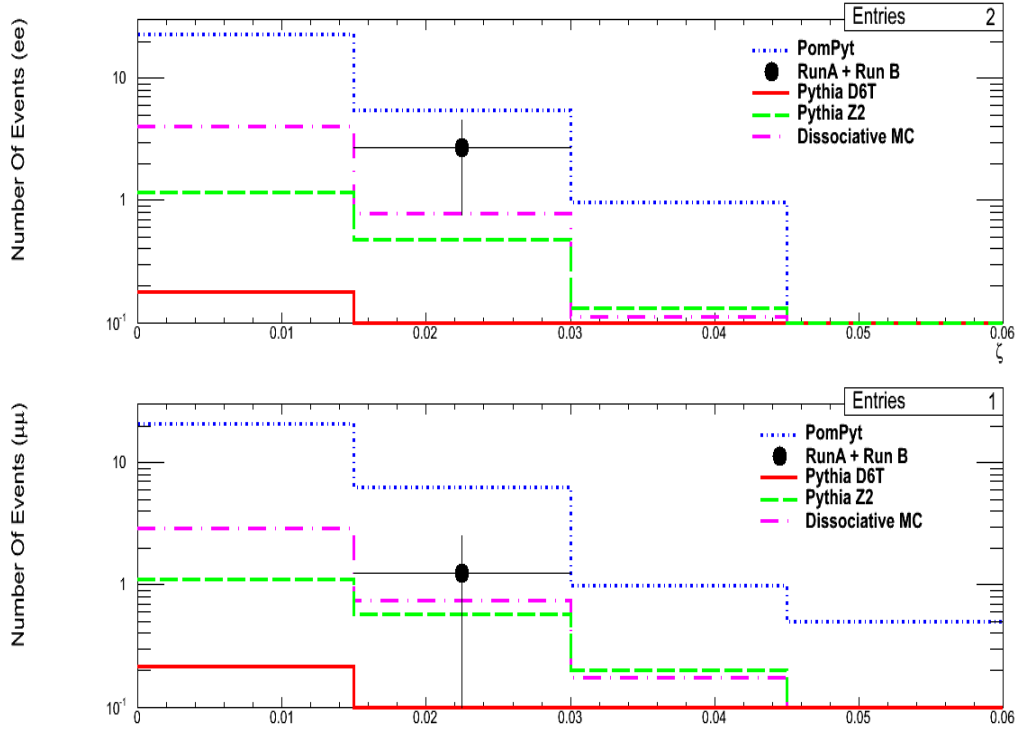 Number Of Events (ee)
Entries 2
PomPyt
RunA + Run B
Pythia D6T
Pythia Z2
Dissociative MC
10
1
10⁻¹
0 0.01 0.02 0.03 0.04 0.05 0.06
ζ
Number Of Events (μμ)
Entries 1
PomPyt
RunA + Run B
Pythia D6T
Pythia Z2
Dissociative MC
10
1
10⁻¹
0 0.01 0.02 0.03 0.04 0.05 0.06
ζ